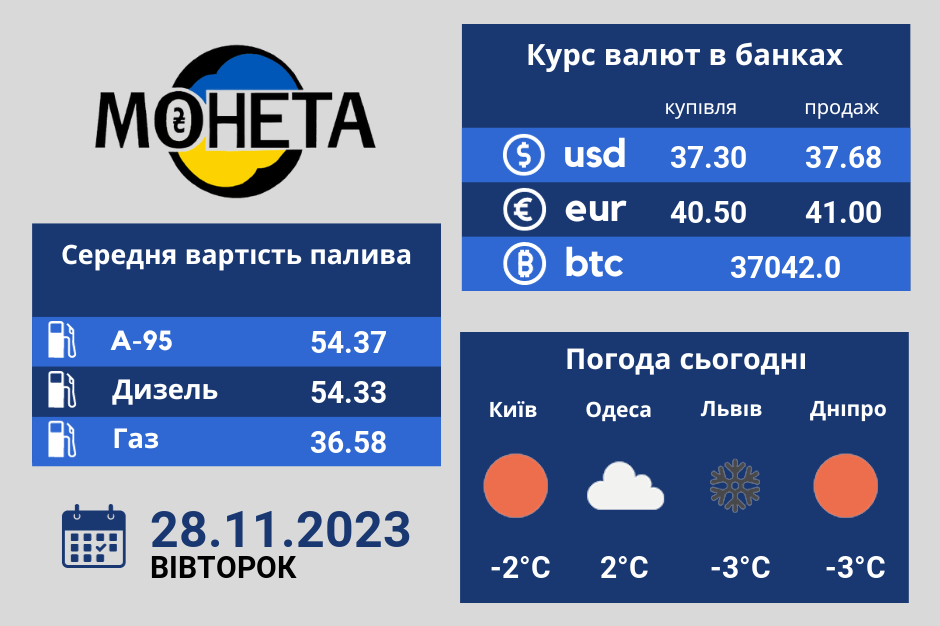 МОНЕТА
Середня вартість палива
А-95 54.37
Дизель 54.33
Газ 36.58
28.11.2023
ВІВТОРОК
Курс валют в банках
купівля продаж
usd 37.30 37.68
eur 40.50 41.00
btc 37042.0
Погода сьогодні
Київ Одеса Львів Дніпро
-2°C 2°C -3°C -3°C